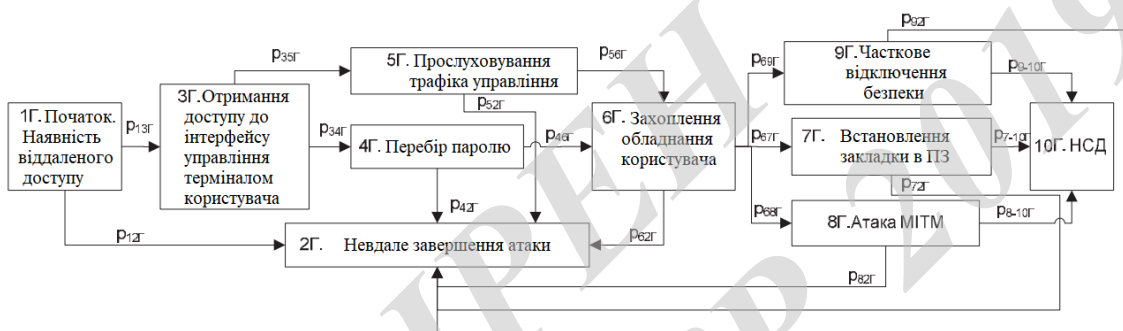 p92Г
p35Г
5Г. Прослуховування
трафіка управління
p56Г
9Г.Часткове
відключення
безпеки
p69Г
p9-10Г
1Г. Початок.
Наявність
віддаленого
доступу
p13Г
3Г.Отримання
доступу до
інтерфейсу
управління
терміналом
користувача
p52Г
p34Г
4Г. Перебір паролю
p46Г
6Г. Захоплення
обладнання
користувача
p67Г
7Г. Встановлення
закладки в ПЗ
p7-10Г
10Г. НСД
p72Г
p42Г
p12Г
2Г. Невдале завершення атаки
p62Г
p68Г
8Г.Атака МІТМ
p8-10Г
p82Г
ІРЕН
р 2019